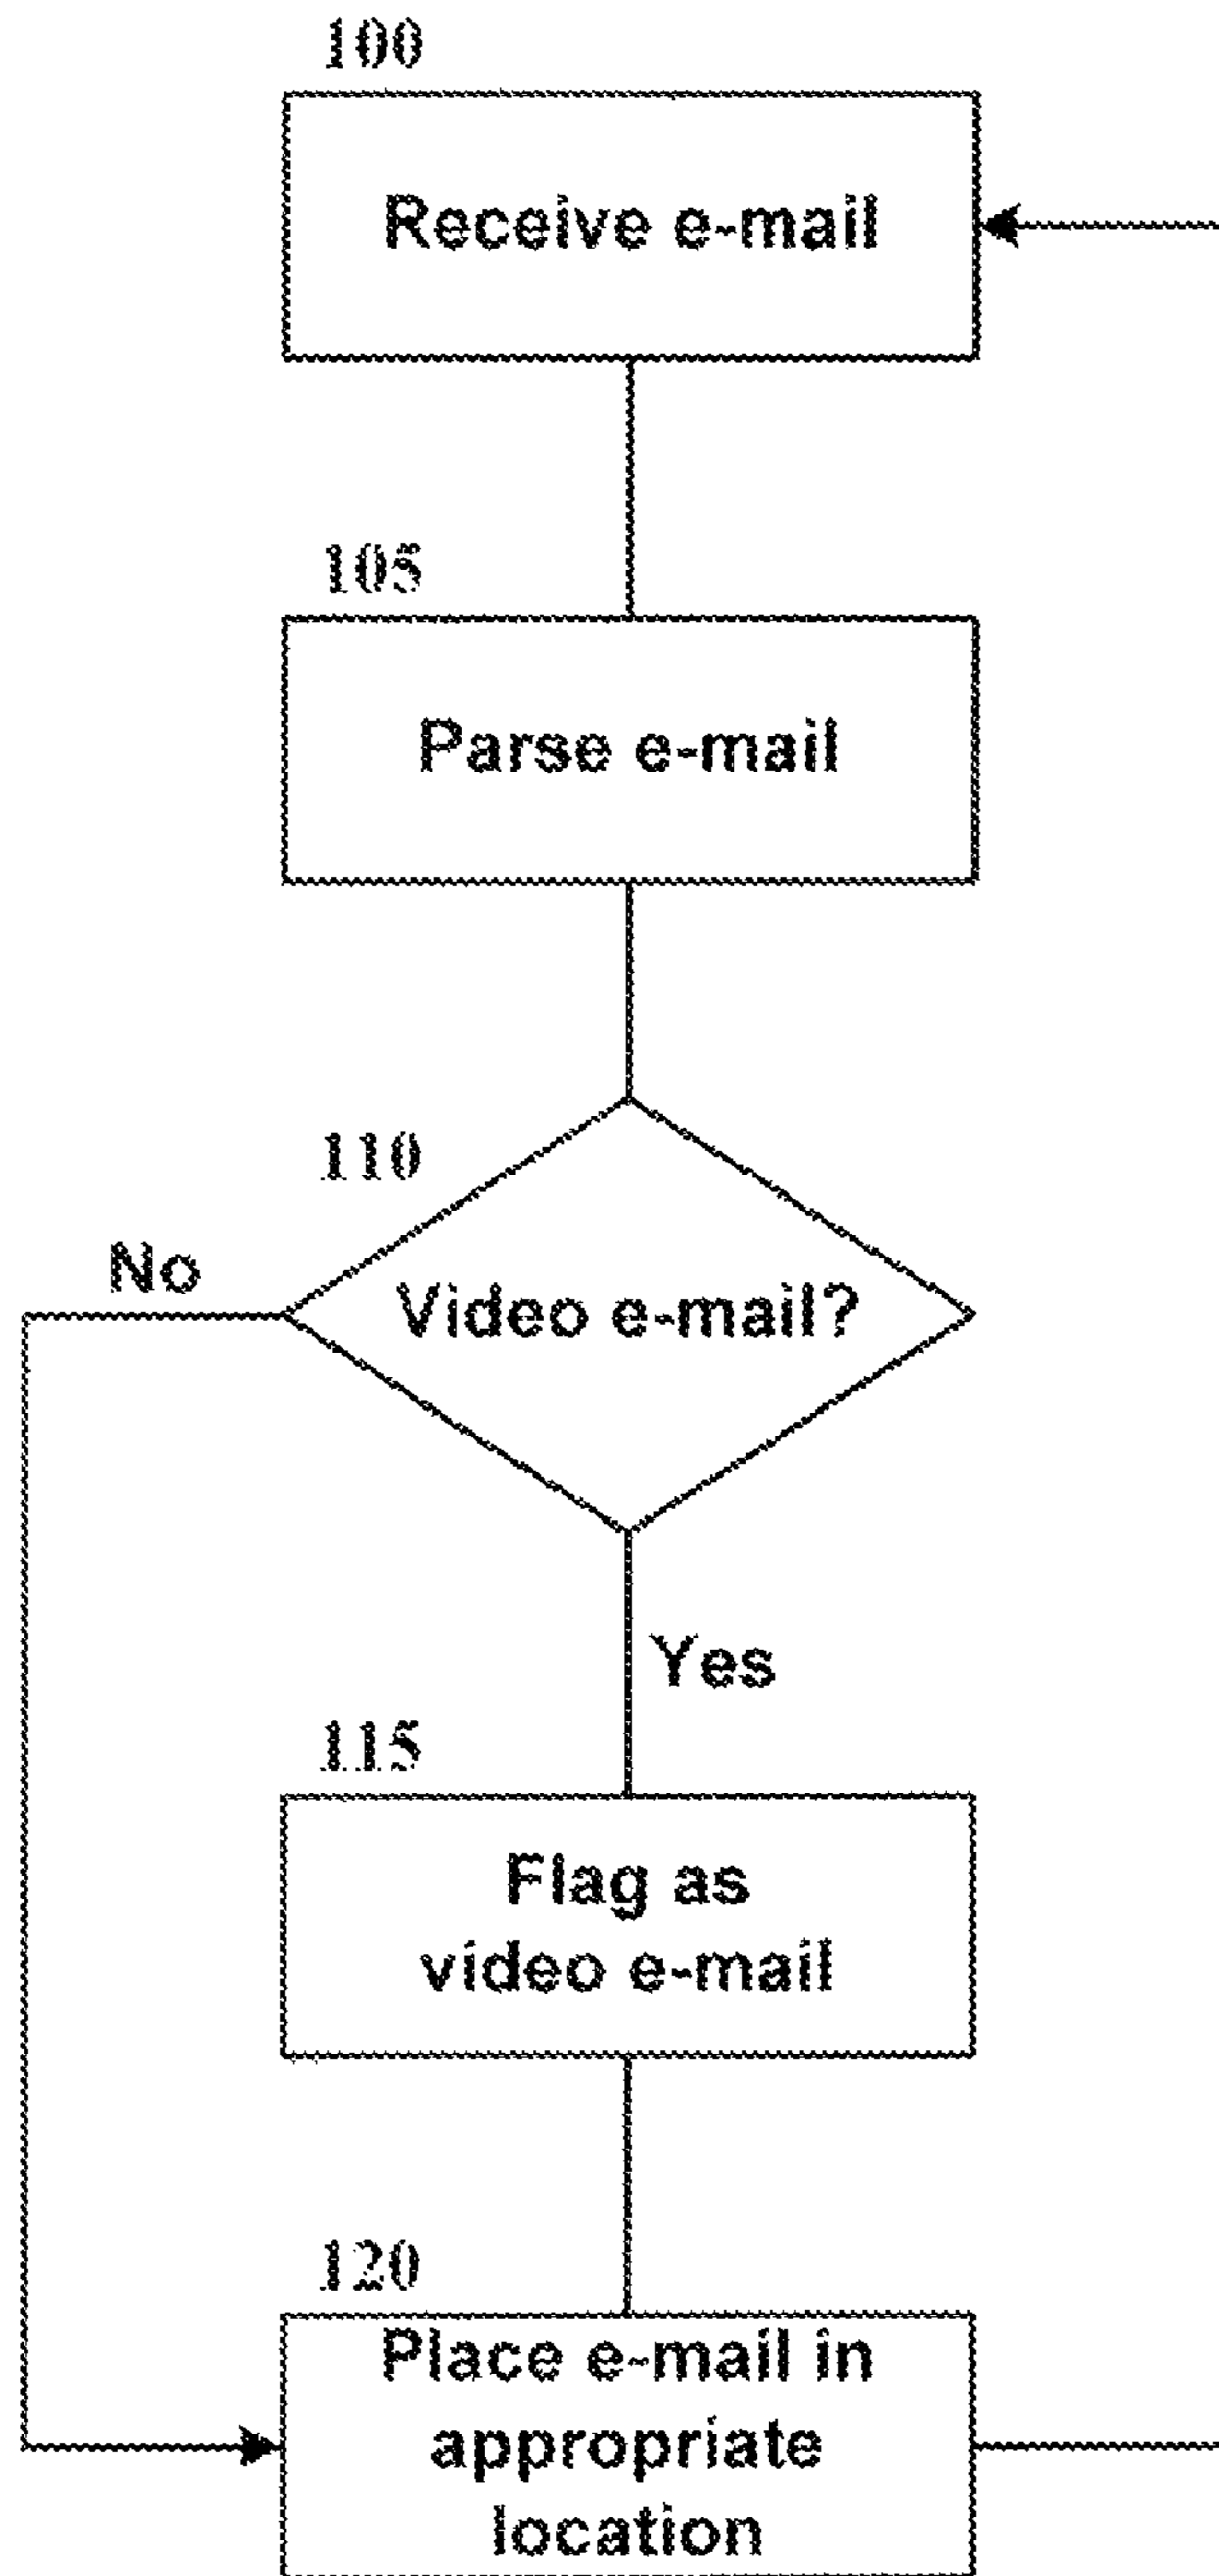 100
Receive e-mail
105
Parse e-mail
110
No
Video e-mail?
Yes
115
Flag as
video e-mail
120
Place e-mail in
appropriate
location